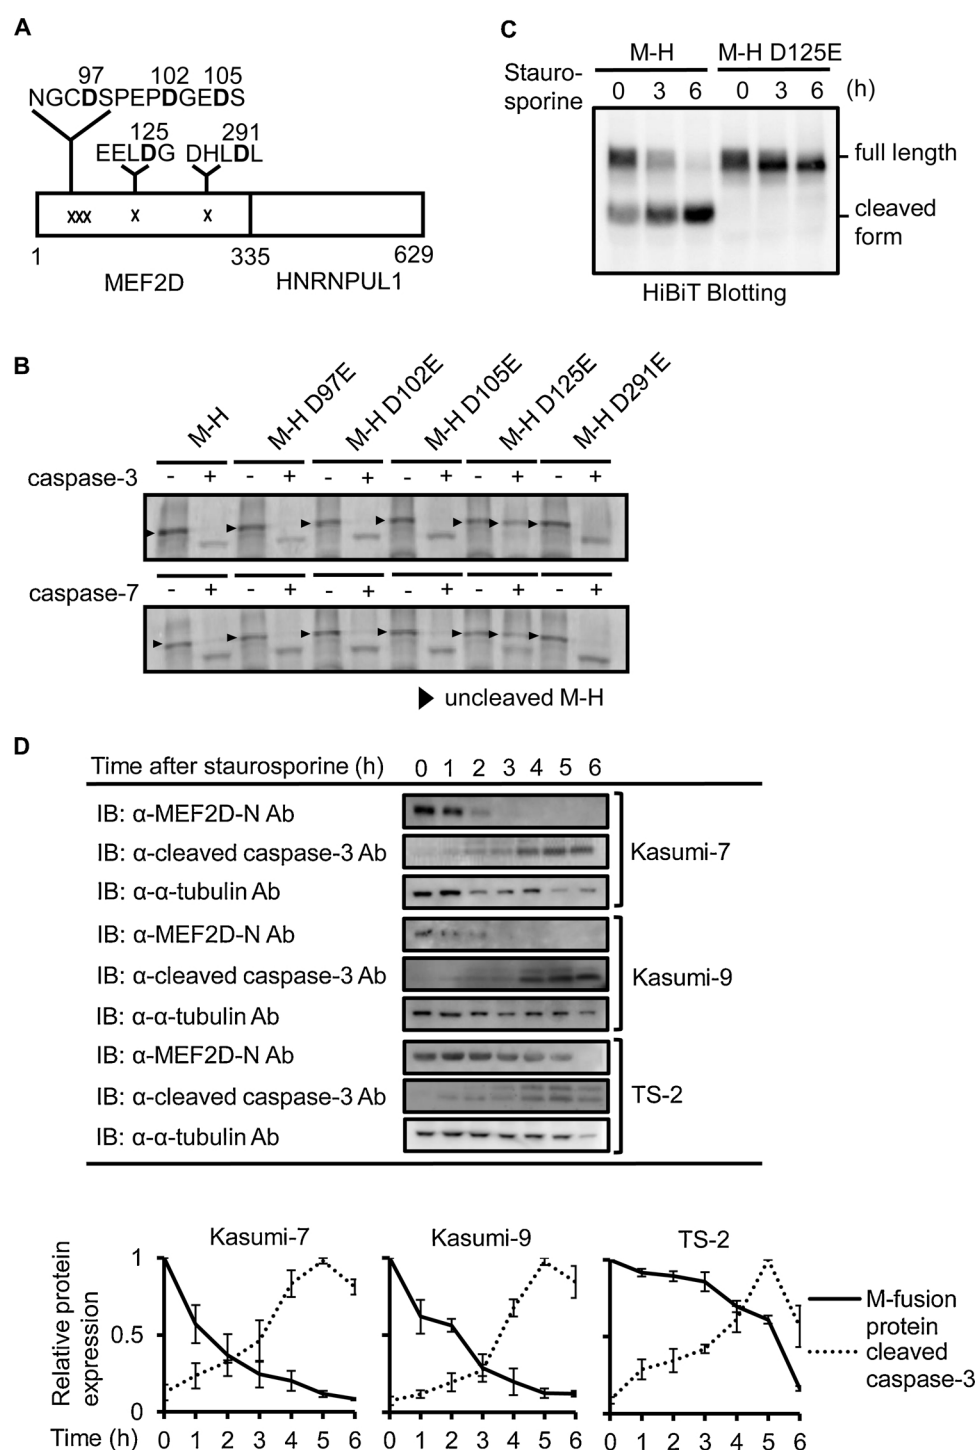 A
97 102 105
NGCDSPEPDGEDS
125 291
EELDG DHLDL
xxx x x
1 335 629
MEF2D HNRNPUL1
C
M-H M-H D125E
Stauro-
sporine 0 3 6 0 3 6 (h)
full length
cleaved
form
HiBiT Blotting
B
M-H M-H D97E M-H D102E M-H D105E M-H D125E M-H D291E
caspase-3 - + - + - + - + - + - +
caspase-7 - + - + - + - + - + - +
uncleaved M-H
D
Time after staurosporine (h) 0 1 2 3 4 5 6
IB: α-MEF2D-N Ab
IB: α-cleaved caspase-3 Ab Kasumi-7
IB: α-α-tubulin Ab
IB: α-MEF2D-N Ab
IB: α-cleaved caspase-3 Ab Kasumi-9
IB: α-α-tubulin Ab
IB: α-MEF2D-N Ab
IB: α-cleaved caspase-3 Ab TS-2
IB: α-α-tubulin Ab
Kasumi-7 Kasumi-9 TS-2
Relative protein
expression
1
0.5
0
M-fusion
protein
cleaved
caspase-3
Time (h) 0 1 2 3 4 5 6 0 1 2 3 4 5 6 0 1 2 3 4 5 6